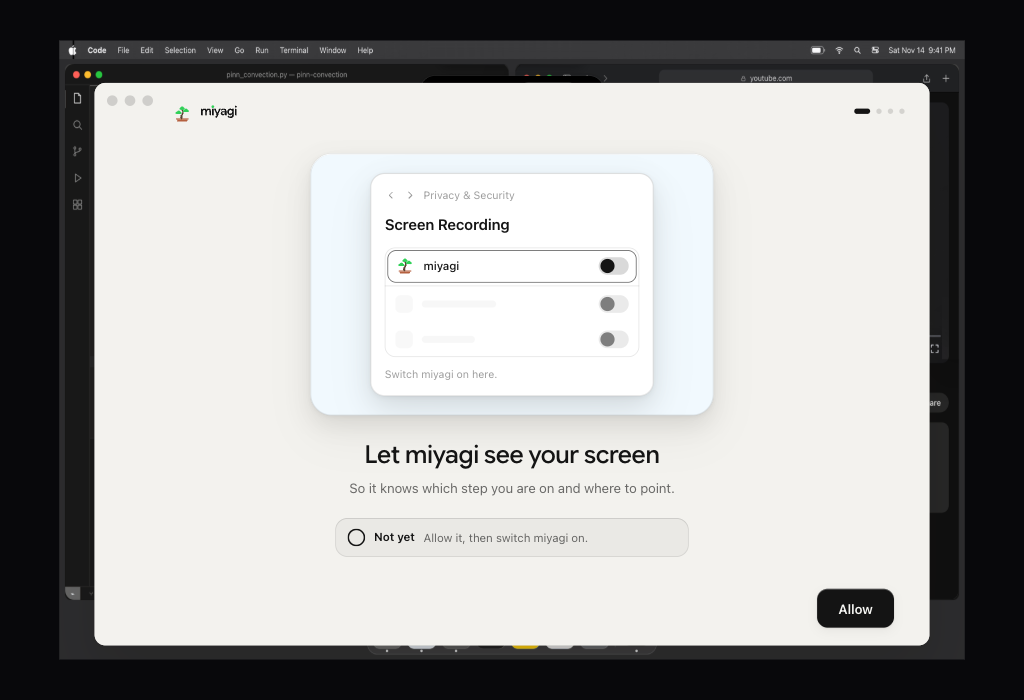 Code File Edit Selection View Go Run Terminal Window Help Sat Nov 14 9:41 PM
pinn_convection.py — pinn-convection
youtube.com
miyagi
Privacy & Security
Screen Recording
miyagi
Switch miyagi on here.
are
Let miyagi see your screen
So it knows which step you are on and where to point.
Not yet Allow it, then switch miyagi on.
Allow